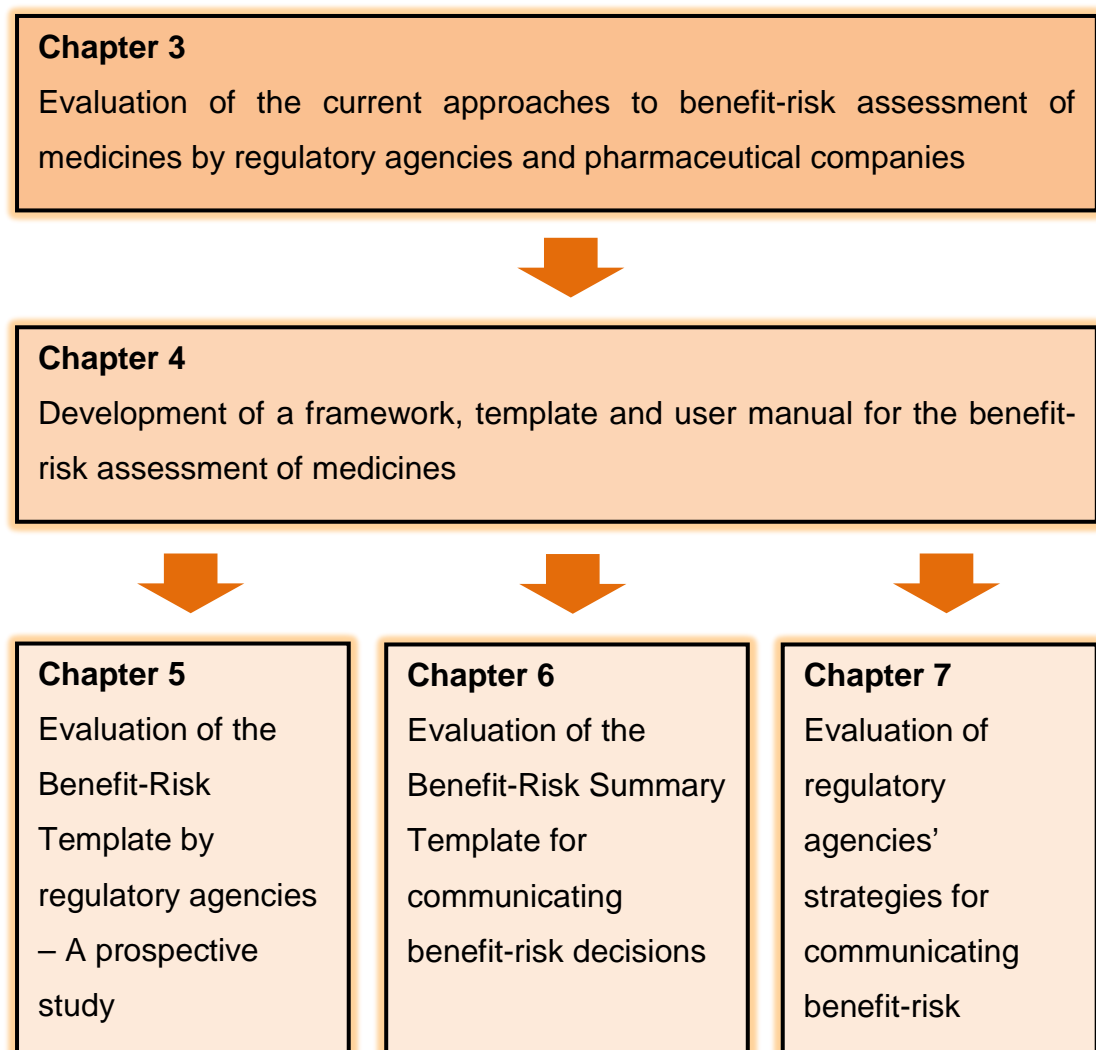 Chapter 3
Evaluation of the current approaches to benefit-risk assessment of
medicines by regulatory agencies and pharmaceutical companies
Chapter 4
Development of a framework, template and user manual for the benefit-
risk assessment of medicines
Chapter 5
Evaluation of the
Benefit-Risk
Template by
regulatory agencies
– A prospective
study
Chapter 6
Evaluation of the
Benefit-Risk Summary
Template for
communicating
benefit-risk decisions
Chapter 7
Evaluation of
regulatory
agencies’
strategies for
communicating
benefit-risk